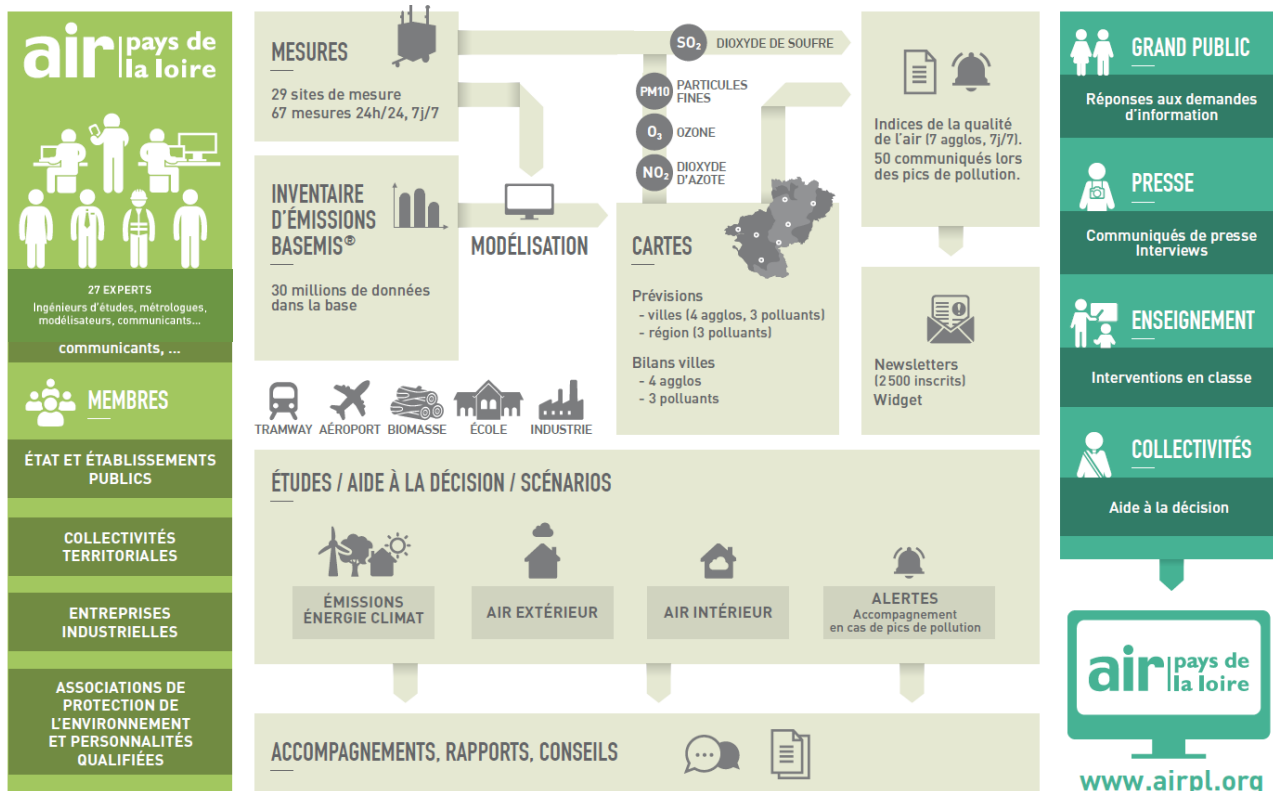 air pays de
la loire
27 EXPERTS
Ingénieurs d'études, métrologues,
modélisateurs, communicants...
communicants, ...
MEMBRES
ÉTAT ET ÉTABLISSEMENTS
PUBLICS
COLLECTIVITÉS
TERRITORIALES
ENTREPRISES
INDUSTRIELLES
ASSOCIATIONS DE
PROTECTION DE
L'ENVIRONNEMENT
ET PERSONNALITÉS
QUALIFIÉES
MESURES
29 sites de mesure
67 mesures 24h/24, 7j/7
INVENTAIRE
D'ÉMISSIONS
BASEMIS®
30 millions de données
dans la base
MODÉLISATION
SO₂ DIOXYDE DE SOUFRE
PM10 PARTICULES
FINES
O₃ OZONE
NO₂ DIOXYDE
D'AZOTE
CARTES
Prévisions
- villes (4 agglos, 3 polluants)
- région (3 polluants)
Bilans villes
- 4 agglos
- 3 polluants
Indices de la qualité
de l'air (7 agglos, 7j/7).
50 communiqués lors
des pics de pollution.
Newsletters
(2500 inscrits)
Widget
TRAMWAY AÉROPORT BIOMASSE ÉCOLE INDUSTRIE
ÉTUDES / AIDE À LA DÉCISION / SCÉNARIOS
ÉMISSIONS
ÉNERGIE CLIMAT
AIR EXTÉRIEUR
AIR INTÉRIEUR
ALERTES
Accompagnement
en cas de pics de pollution
ACCOMPAGNEMENTS, RAPPORTS, CONSEILS
GRAND PUBLIC
Réponses aux demandes
d'information
PRESSE
Communiqués de presse
Interviews
ENSEIGNEMENT
Interventions en classe
COLLECTIVITÉS
Aide à la décision
air pays de
la loire
www.airpl.org